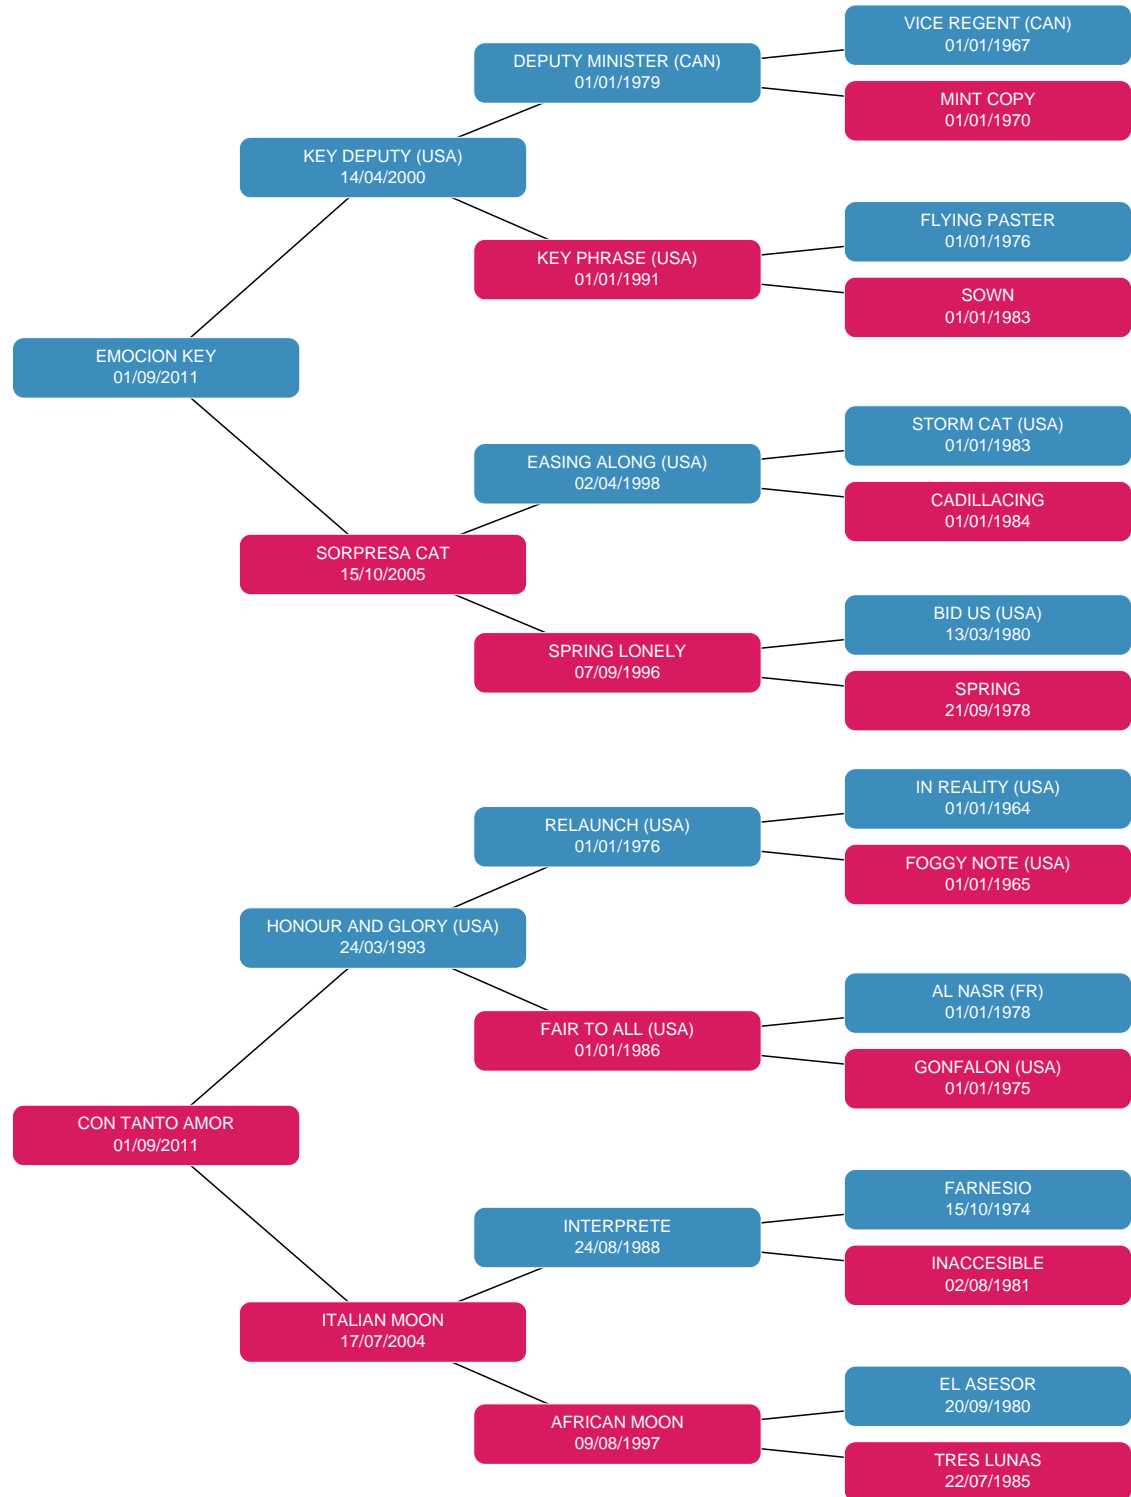 VICE REGENT (CAN)
01/01/1967
DEPUTY MINISTER (CAN)
01/01/1979
MINT COPY
01/01/1970
KEY DEPUTY (USA)
14/04/2000
FLYING PASTER
01/01/1976
KEY PHRASE (USA)
01/01/1991
SOWN
01/01/1983
EMOCION KEY
01/09/2011
STORM CAT (USA)
01/01/1983
EASING ALONG (USA)
02/04/1998
CADILLACING
01/01/1984
SORPRESA CAT
15/10/2005
BID US (USA)
13/03/1980
SPRING LONELY
07/09/1996
SPRING
21/09/1978
IN REALITY (USA)
01/01/1964
RELAUNCH (USA)
01/01/1976
FOGGY NOTE (USA)
01/01/1965
HONOUR AND GLORY (USA)
24/03/1993
AL NASR (FR)
01/01/1978
FAIR TO ALL (USA)
01/01/1986
GONFALON (USA)
01/01/1975
CON TANTO AMOR
01/09/2011
FARNESIO
15/10/1974
INTERPRETE
24/08/1988
INACCESIBLE
02/08/1981
ITALIAN MOON
17/07/2004
EL ASESOR
20/09/1980
AFRICAN MOON
09/08/1997
TRES LUNAS
22/07/1985